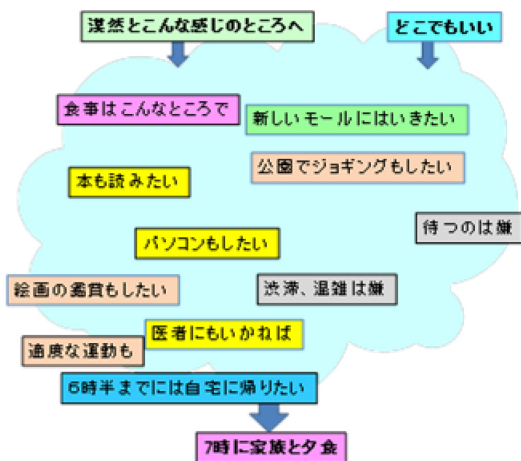 漠然とこんな感じのところへ
どこでもいい
食事はこんなところで
新しいモールにはいきたい
公園でジョギングもしたい
本も読みたい
待つのは嫌
パソコンもしたい
絵画の鑑賞もしたい
渋滞、混雑は嫌
医者にもいかねば
適度な運動も
6時半までには自宅に帰りたい
7時に家族と夕食